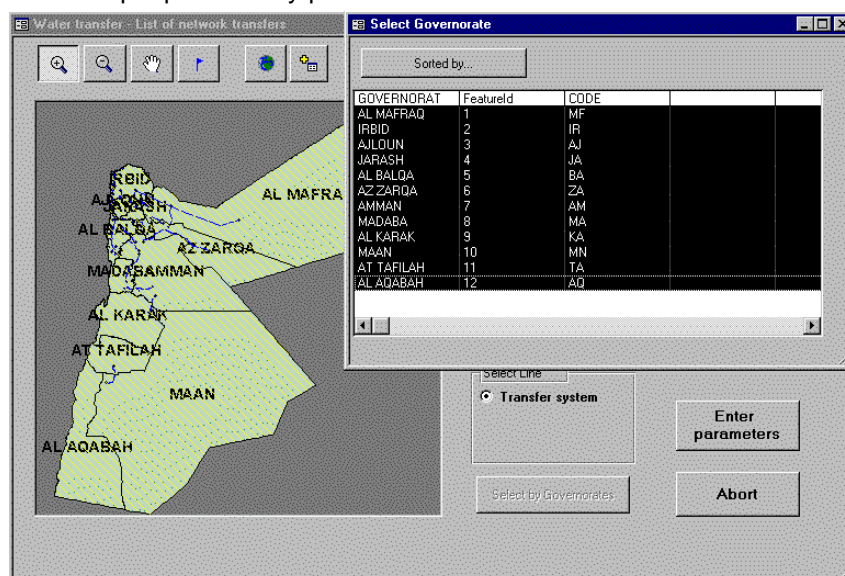 Water transfer - List of network transfers
Select Governorate
Sorted by...
GOVERNORAT FeatureId CODE
AL MAFRAQ 1 MF
IRBID 2 IR
AJLOUN 3 AJ
JARASH 4 JA
AL BALQA 5 BA
AZ ZARQA 6 ZA
AMMAN 7 AM
MADABA 8 MA
AL KARAK 9 KA
MAAN 10 MN
AT TAFILAH 11 TA
AL AQABAH 12 AQ
IRBID
AJLOUN
JARASH
AL MAFRA
AL BALQA
AZ ZARQA
MADABAMMAN
AL KARAK
AT TAFILAH
MAAN
AL AQABAH
Select Line
Transfer system
Enter
parameters
Select by Governorates
Abort